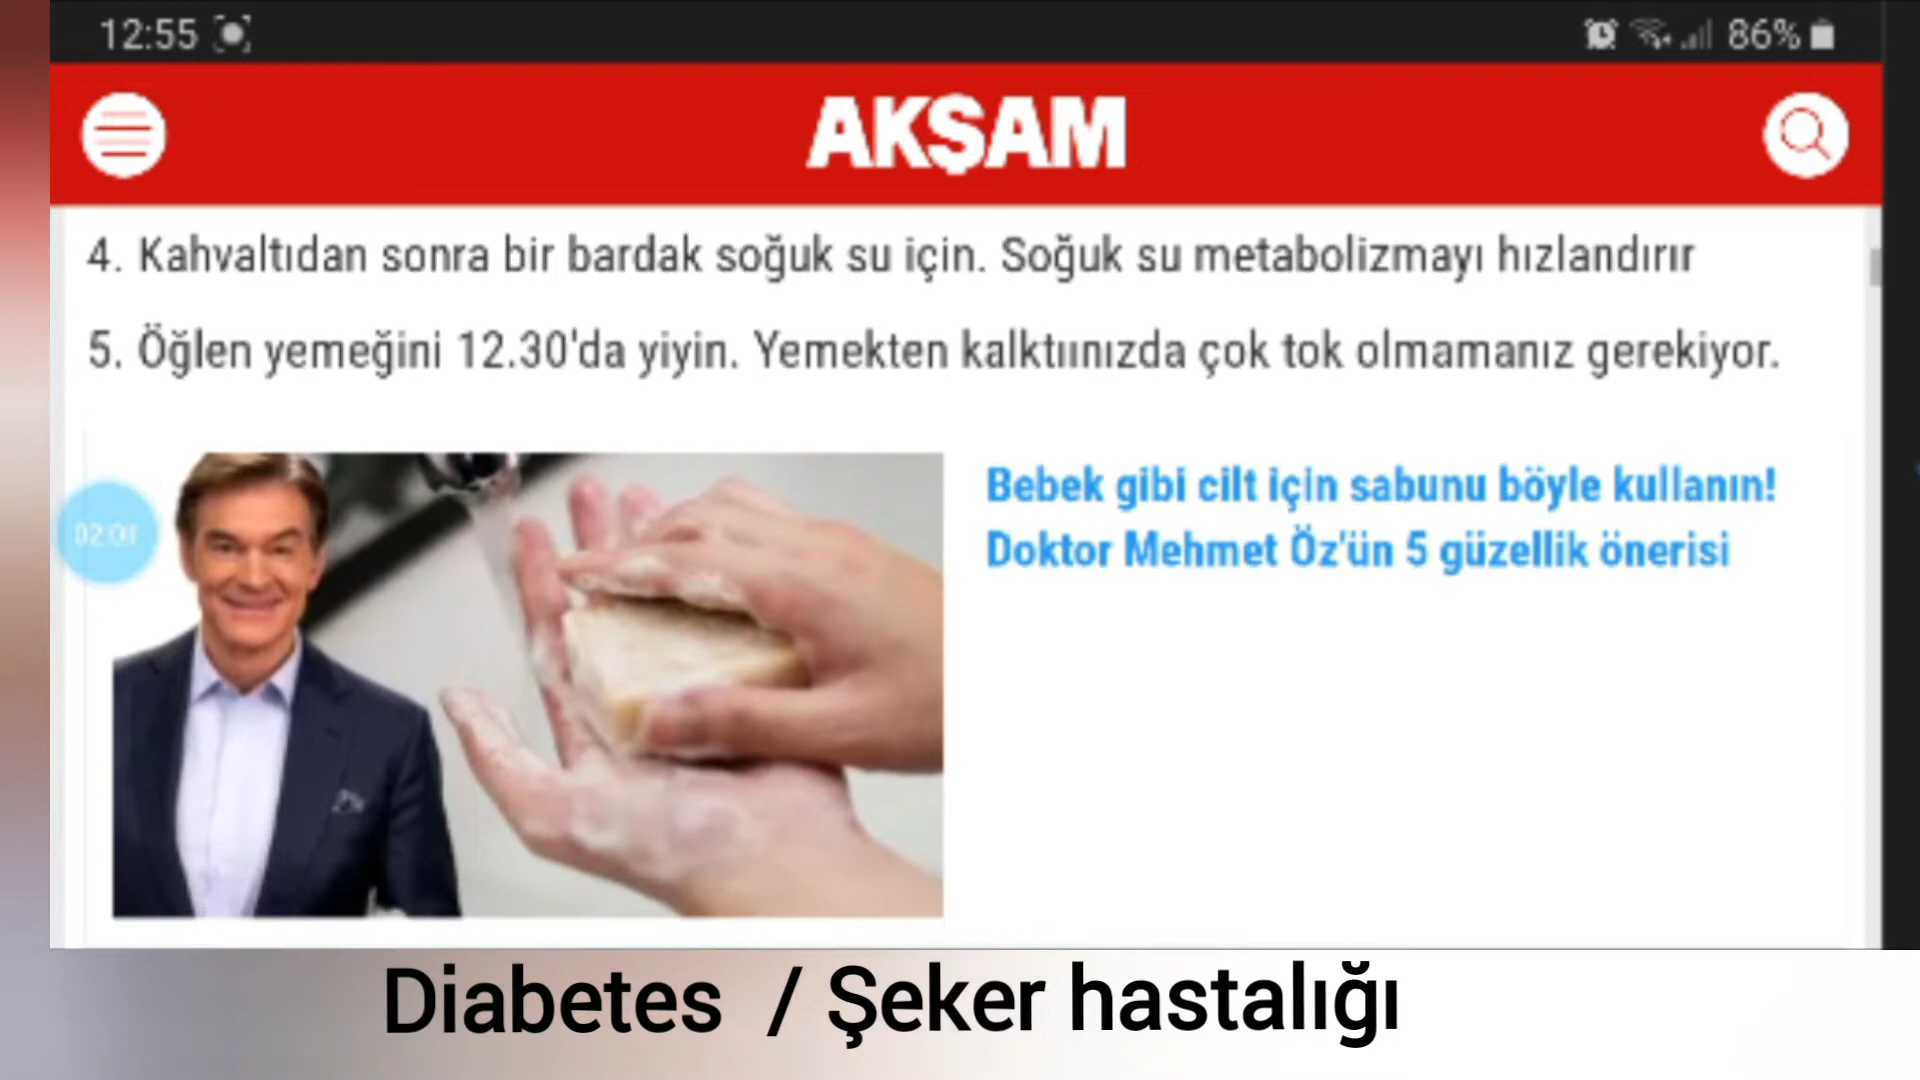 12:55
86%
AKŞAM
4. Kahvaltıdan sonra bir bardak soğuk su için. Soğuk su metabolizmayı hızlandırır
5. Öğlen yemeğini 12.30'da yiyin. Yemekten kalktıınızda çok tok olmamanız gerekiyor.
Bebek gibi cilt için sabunu böyle kullanın!
Doktor Mehmet Öz'ün 5 güzellik önerisi
Diabetes / Şeker hastalığı